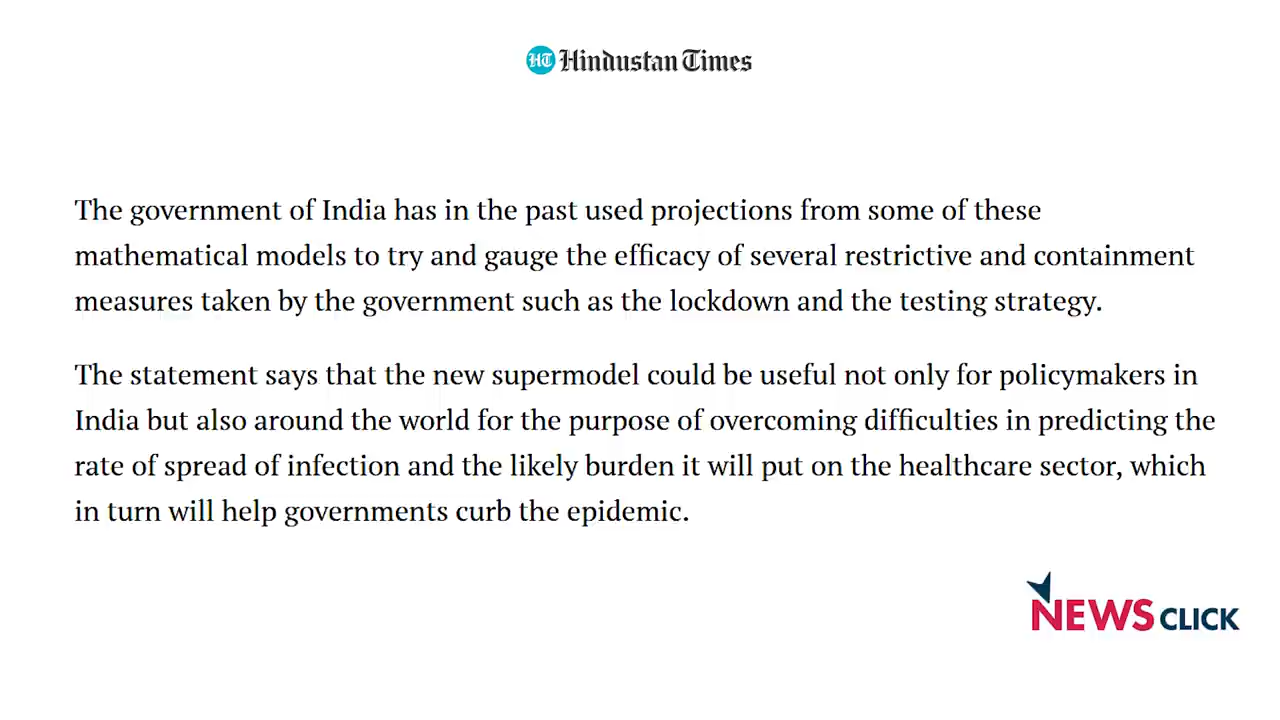 HT Hindustan Times
The government of India has in the past used projections from some of these
mathematical models to try and gauge the efficacy of several restrictive and containment
measures taken by the government such as the lockdown and the testing strategy.
The statement says that the new supermodel could be useful not only for policymakers in
India but also around the world for the purpose of overcoming difficulties in predicting the
rate of spread of infection and the likely burden it will put on the healthcare sector, which
in turn will help governments curb the epidemic.
NEWS CLICK